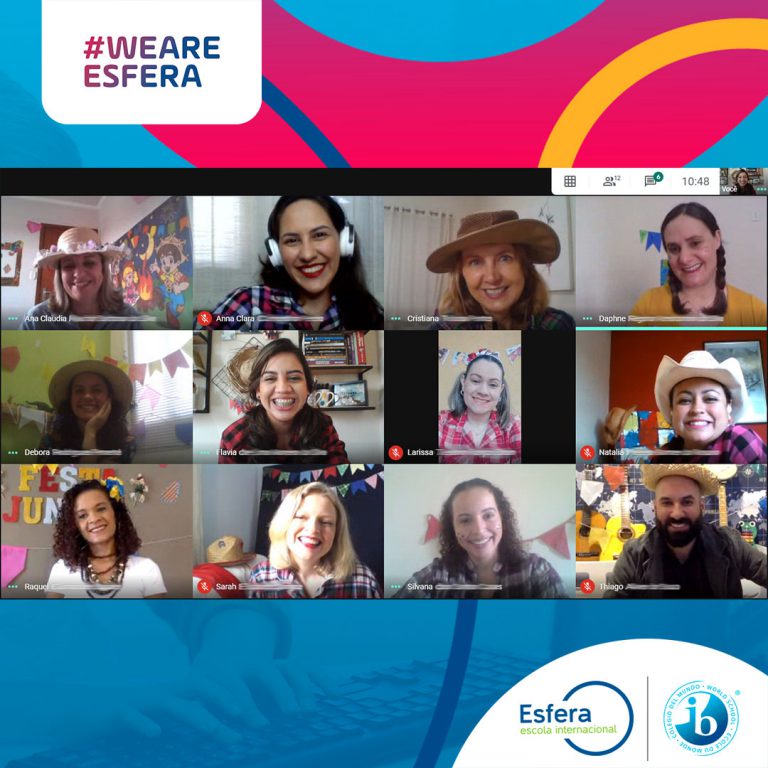 #WEARE
ESFERA
12
6
10:48
Você
Ana Claudia
Anna Clara
Cristiana
Daphne
Debora
Flavia
Larissa
Natalia
FESTA
JUN
Raquel
Sarah
Silvana
Thiago
Esfera
escola internacional
ib
COLEGIO DEL MUNDO · WORLD SCHOOL · ÉCOLE DU MONDE ·
®